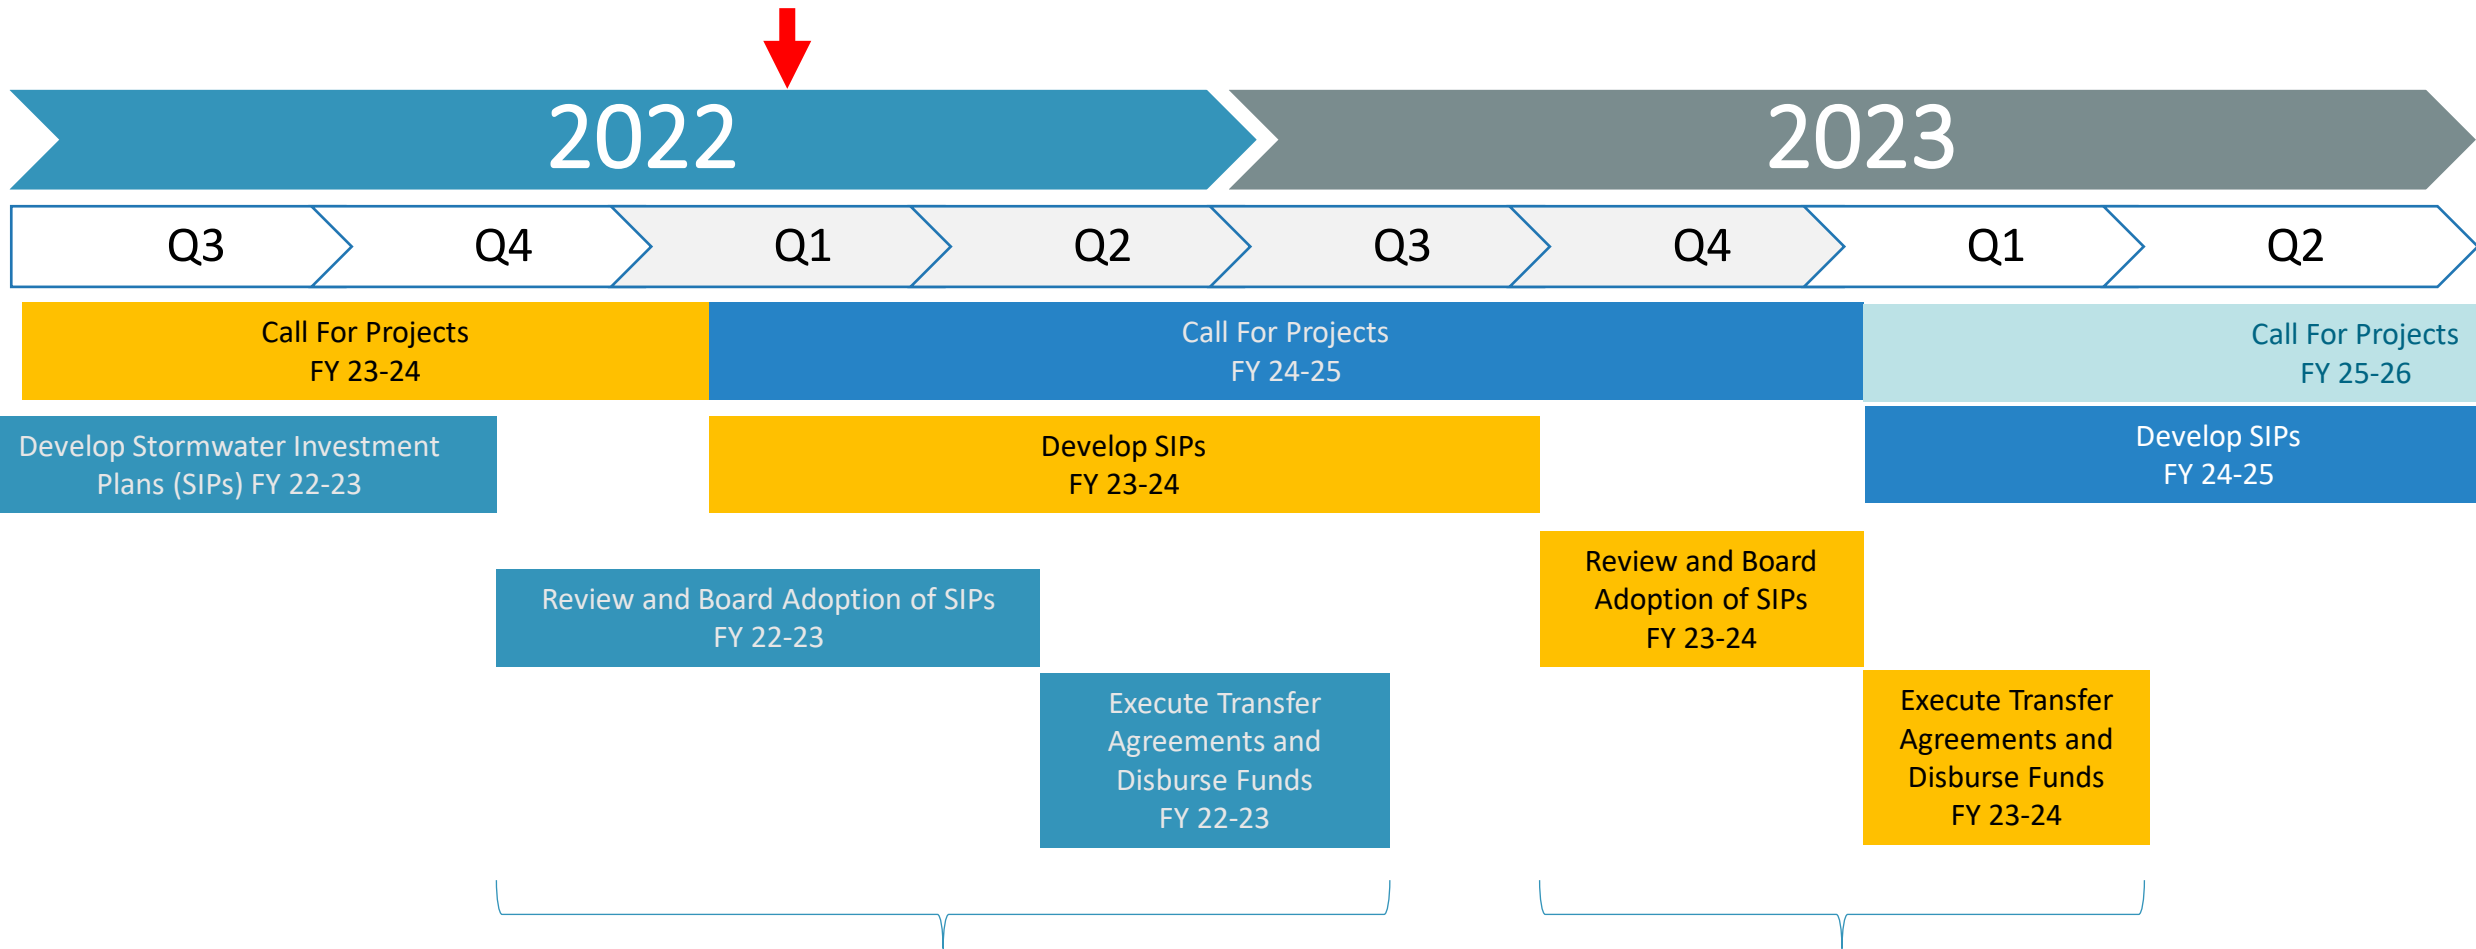 2022
2023
Q3
Q4
Q1
Q2
Q3
Q4
Q1
Q2
Call For Projects
FY 23-24
Call For Projects
FY 24-25
Call For Projects
FY 25-26
Develop Stormwater Investment
Plans (SIPs) FY 22-23
Develop SIPs
FY 23-24
Develop SIPs
FY 24-25
Review and Board Adoption of SIPs
FY 22-23
Review and Board
Adoption of SIPs
FY 23-24
Execute Transfer
Agreements and
Disburse Funds
FY 22-23
Execute Transfer
Agreements and
Disburse Funds
FY 23-24